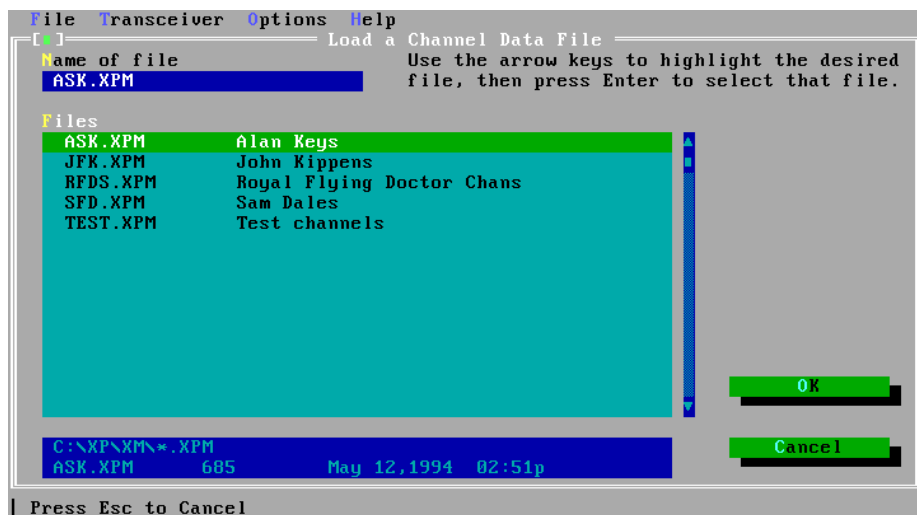 File Transceiver Options Help
Load a Channel Data File
Name of file
ASK.XPM
Use the arrow keys to highlight the desired
file, then press Enter to select that file.
Files
ASK.XPM Alan Keys
JFK.XPM John Kippens
RFDS.XPM Royal Flying Doctor Chans
SFD.XPM Sam Dales
TEST.XPM Test channels
OK
C:\XP\XM\*.XPM
ASK.XPM 685 May 12,1994 02:51p
Cancel
Press Esc to Cancel